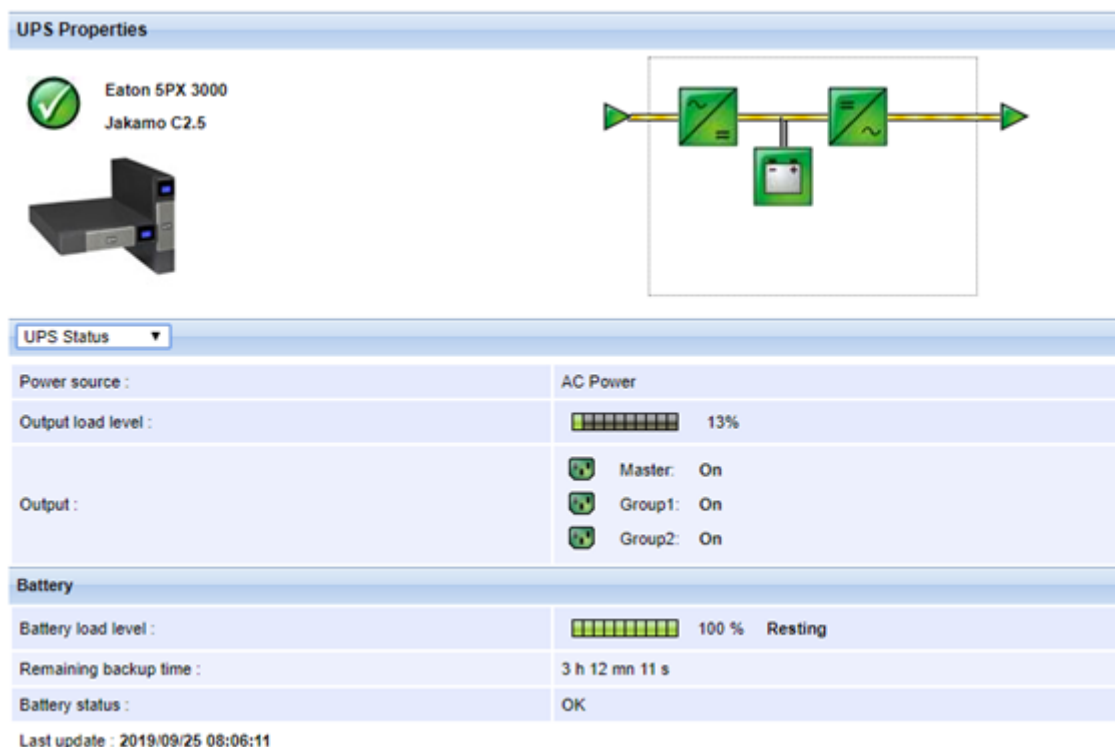 UPS Properties
Eaton 5PX 3000
Jakamo C2.5
UPS Status
Power source : AC Power
Output load level : 13%
Output :
Master: On
Group1: On
Group2: On
Battery
Battery load level : 100 % Resting
Remaining backup time : 3 h 12 mn 11 s
Battery status : OK
Last update : 2019/09/25 08:06:11